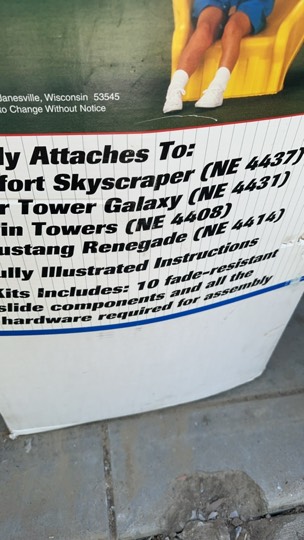 Janesville, Wisconsin 53545
to Change Without Notice
ly Attaches To:
fort Skyscraper (NE 4437)
r Tower Galaxy (NE 4431)
in Towers (NE 4408)
ustang Renegade (NE 4414)
ully Illustrated Instructions
Kits Includes: 10 fade-resistant
slide components and all the
hardware required for assembly